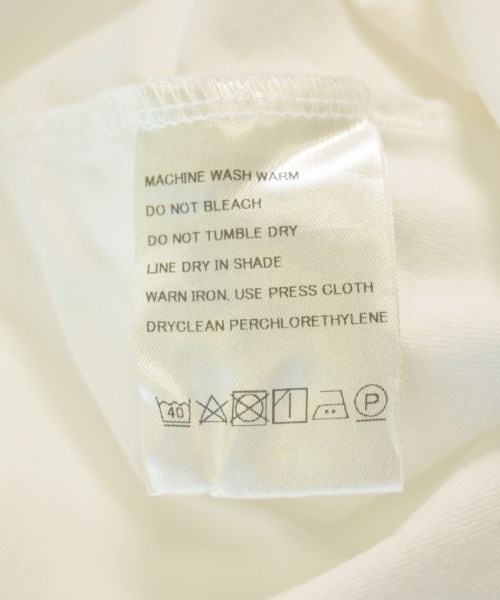 MACHINE WASH WARM
DO NOT BLEACH
DO NOT TUMBLE DRY
LINE DRY IN SHADE
WARN IRON, USE PRESS CLOTH
DRYCLEAN PERCHLORETHYLENE
40 P